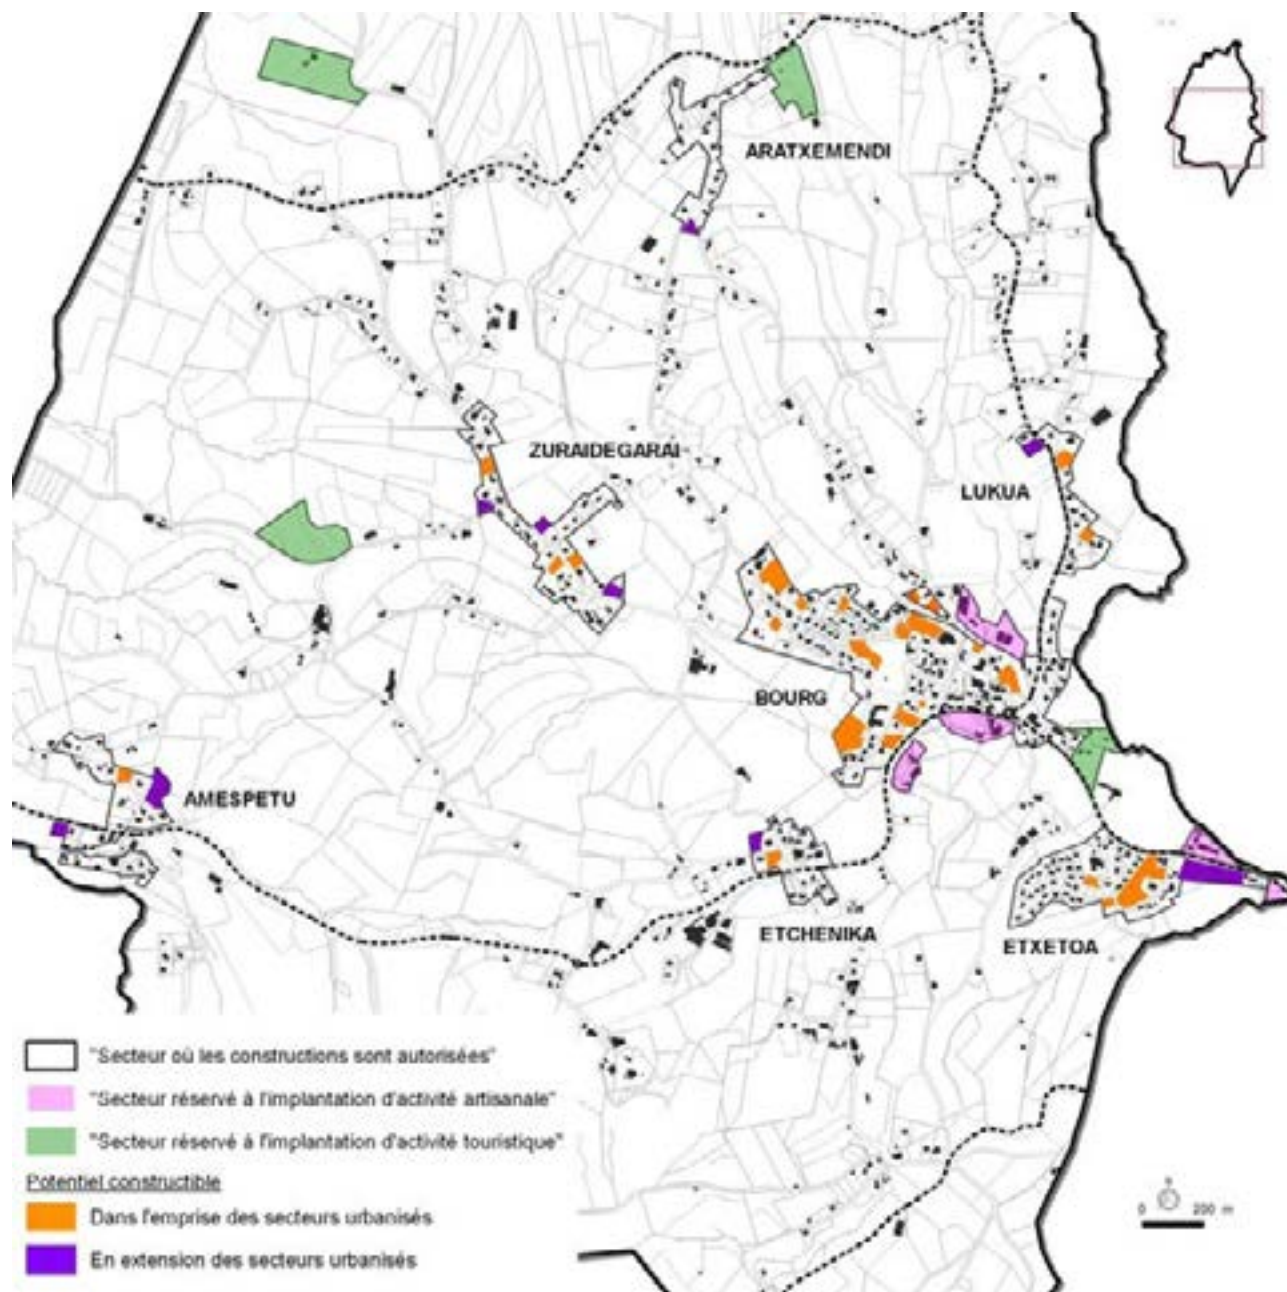 ARATXEMENDI
ZURAIDEGARAI
LUKUA
BOURG
AMESPETU
ETCHENIKA
ETXETOA
"Secteur où les constructions sont autorisées"
"Secteur réservé à l'implantation d'activité artisanale"
"Secteur réservé à l'implantation d'activité touristique"
Potentiel constructible
Dans l'emprise des secteurs urbanisés
En extension des secteurs urbanisés
0 200 m